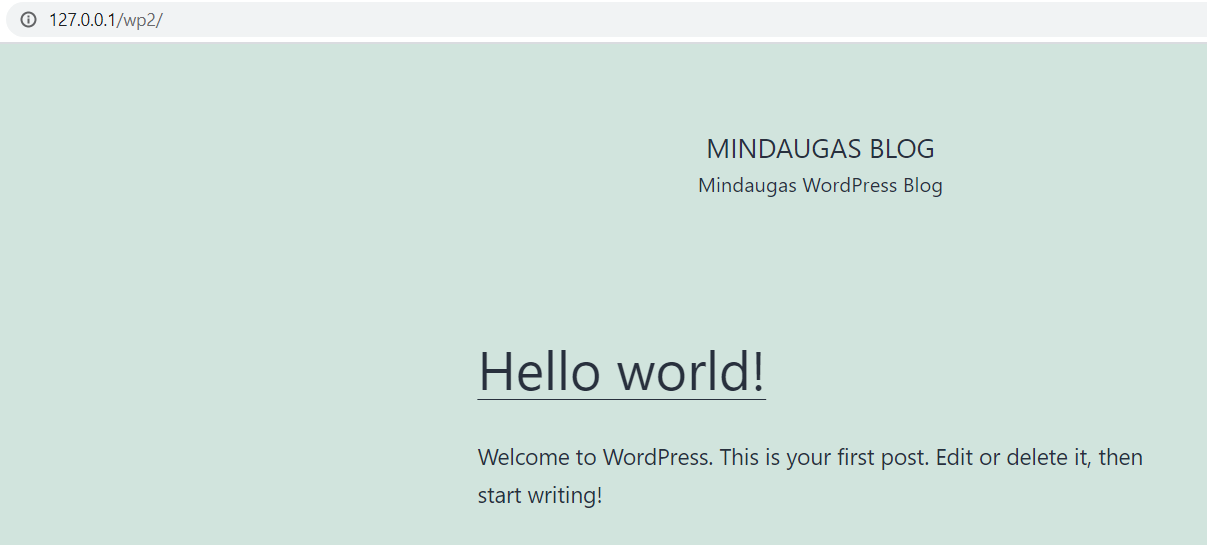 127.0.0.1/wp2/
MINDAUGAS BLOG
Mindaugas WordPress Blog
Hello world!
Welcome to WordPress. This is your first post. Edit or delete it, then
start writing!